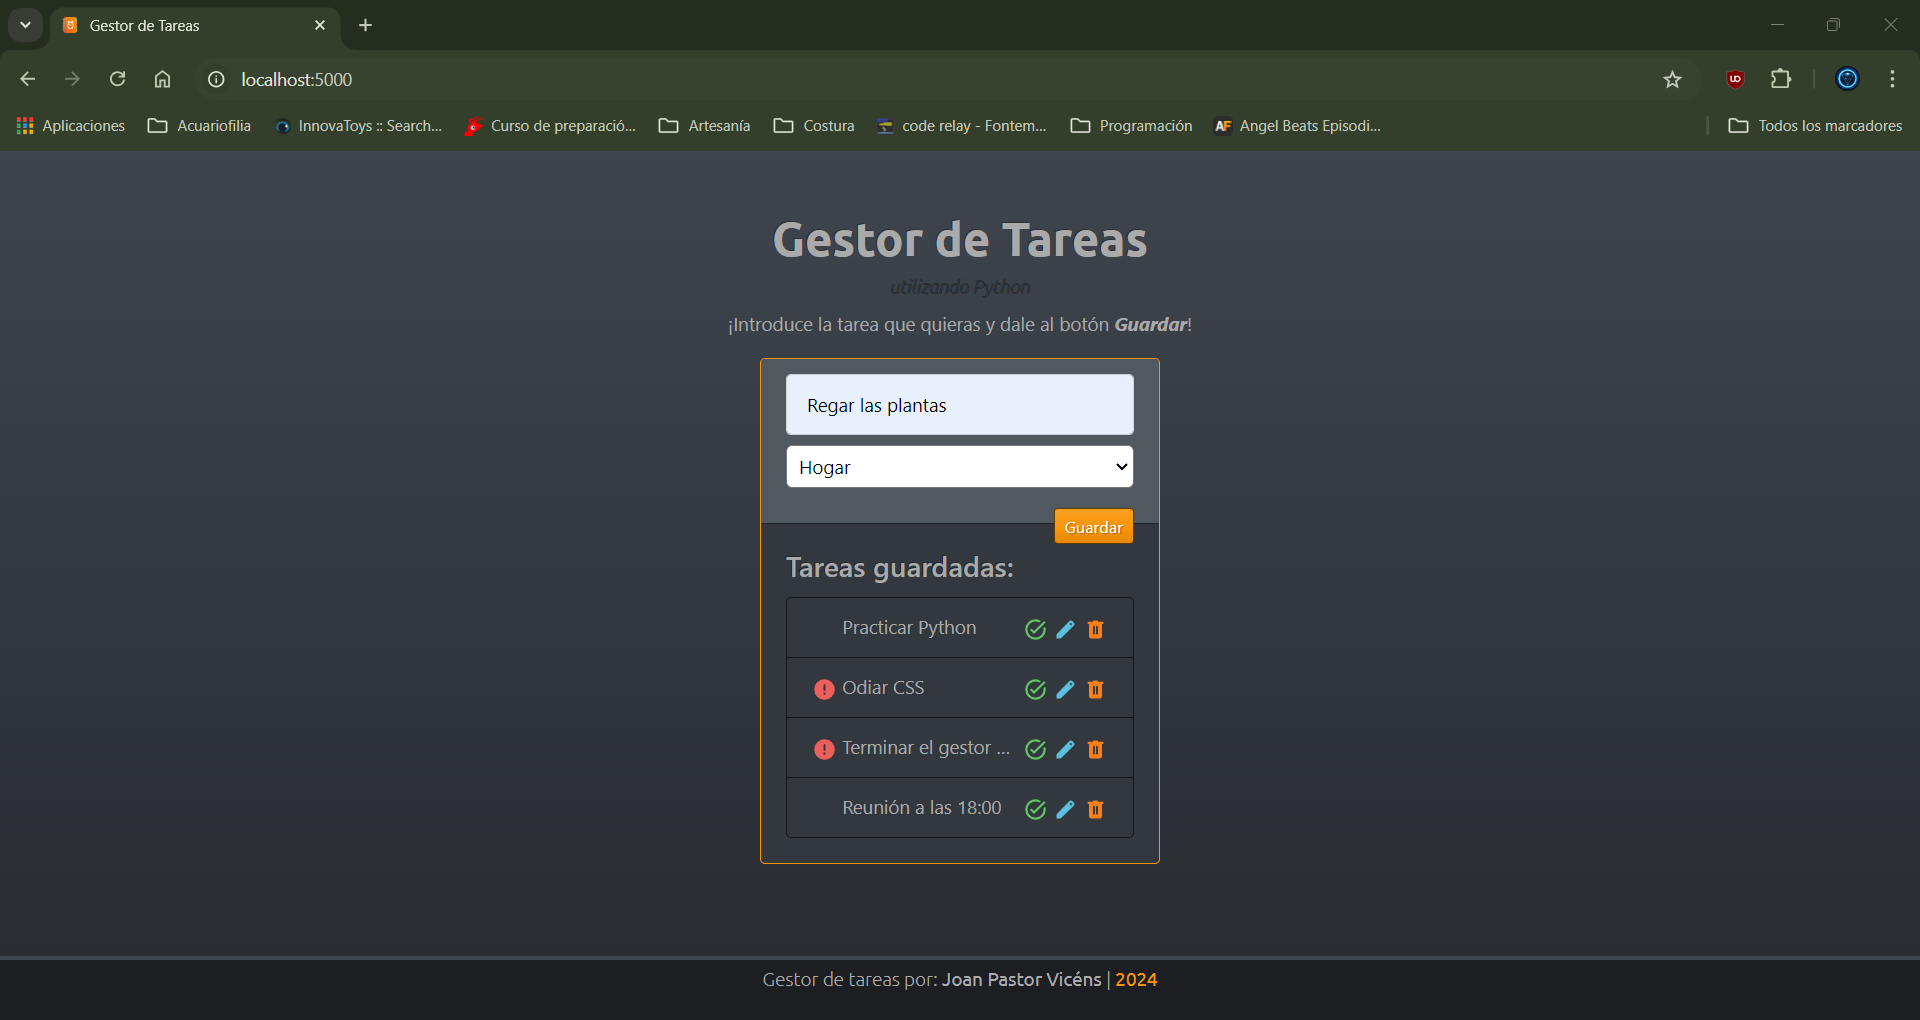 Gestor de Tareas
localhost:5000
Aplicaciones Acuariofilia InnovaToys :: Search... Curso de preparació... Artesanía Costura code relay - Fontem... Programación AF Angel Beats Episodi... Todos los marcadores
Gestor de Tareas
utilizando Python
¡Introduce la tarea que quieras y dale al botón Guardar!
Regar las plantas
Hogar
Guardar
Tareas guardadas:
Practicar Python
Odiar CSS
Terminar el gestor ...
Reunión a las 18:00
Gestor de tareas por: Joan Pastor Vicéns | 2024